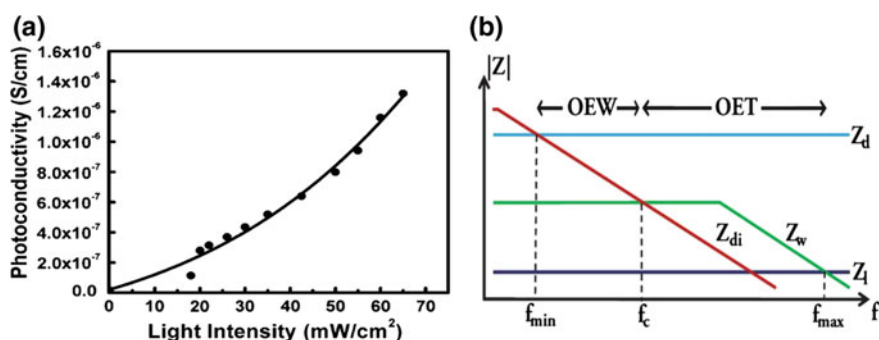 (a)
Photoconductivity (S/cm)
1.6x10⁻⁶
1.4x10⁻⁶
1.2x10⁻⁶
1.0x10⁻⁶
8.0x10⁻⁷
6.0x10⁻⁷
4.0x10⁻⁷
2.0x10⁻⁷
0.0
0 10 20 30 40 50 60 70
Light Intensity (mW/cm²)
(b)
|Z|
OEW OET
Z_d
Z_di
Z_w
Z_l
f_min f_c f_max f